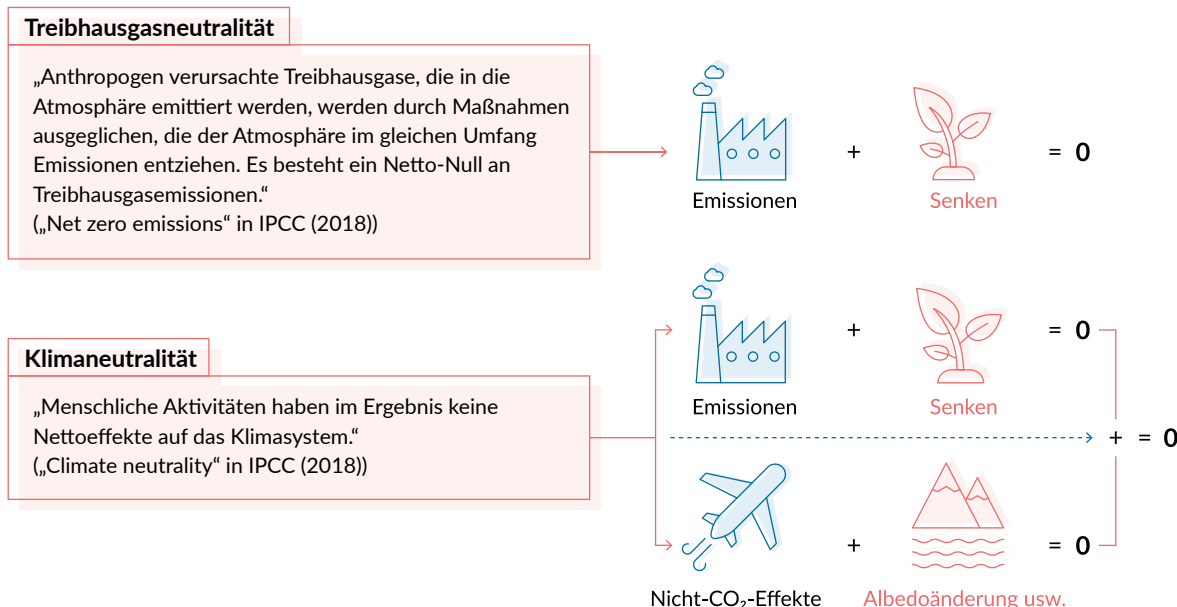 Treibhausgasneutralität
„Anthropogen verursachte Treibhausgase, die in die
Atmosphäre emittiert werden, werden durch Maßnahmen
ausgeglichen, die der Atmosphäre im gleichen Umfang
Emissionen entziehen. Es besteht ein Netto-Null an
Treibhausgasemissionen.“
(„Net zero emissions“ in IPCC (2018))
+ = 0
Emissionen Senken
Klimaneutralität
„Menschliche Aktivitäten haben im Ergebnis keine
Nettoeffekte auf das Klimasystem.“
(„Climate neutrality“ in IPCC (2018))
+ = 0
Emissionen Senken
+ = 0
+ = 0
Nicht-CO₂-Effekte Albedoänderung usw.